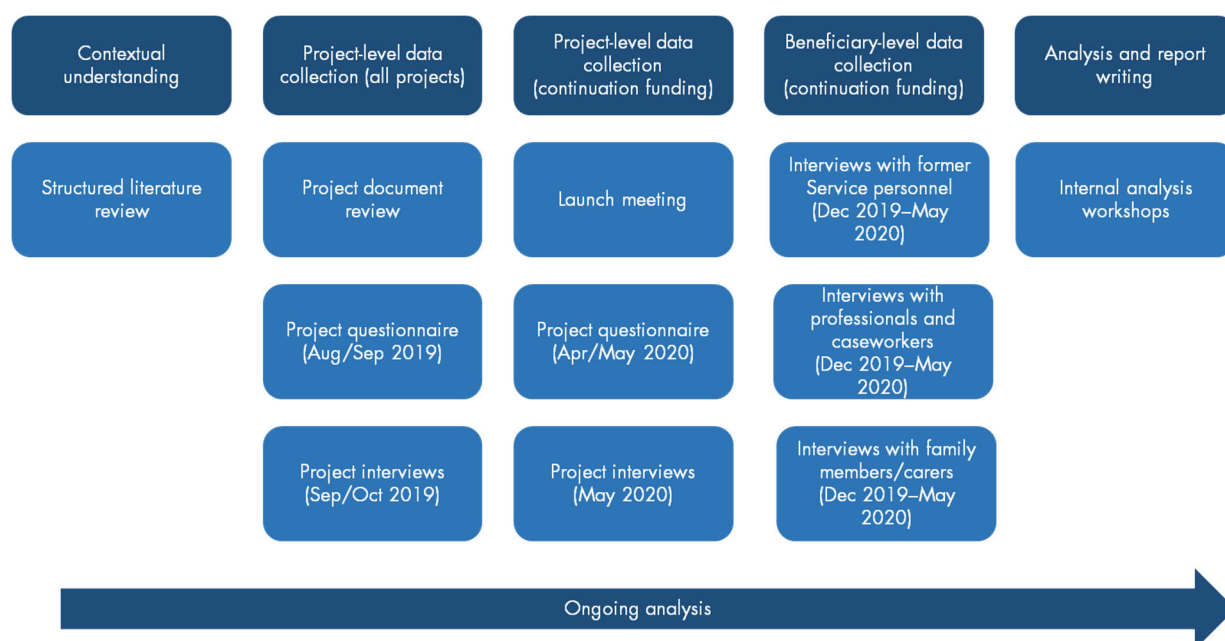 Contextual
understanding
Project-level data
collection (all projects)
Project-level data
collection
(continuation funding)
Beneficiary-level data
collection
(continuation funding)
Analysis and report
writing
Structured literature
review
Project document
review
Launch meeting
Interviews with former
Service personnel
(Dec 2019–May
2020)
Internal analysis
workshops
Project questionnaire
(Aug/Sep 2019)
Project questionnaire
(Apr/May 2020)
Interviews with
professionals and
caseworkers
(Dec 2019–May
2020)
Project interviews
(Sep/Oct 2019)
Project interviews
(May 2020)
Interviews with family
members/carers
(Dec 2019–May
2020)
Ongoing analysis